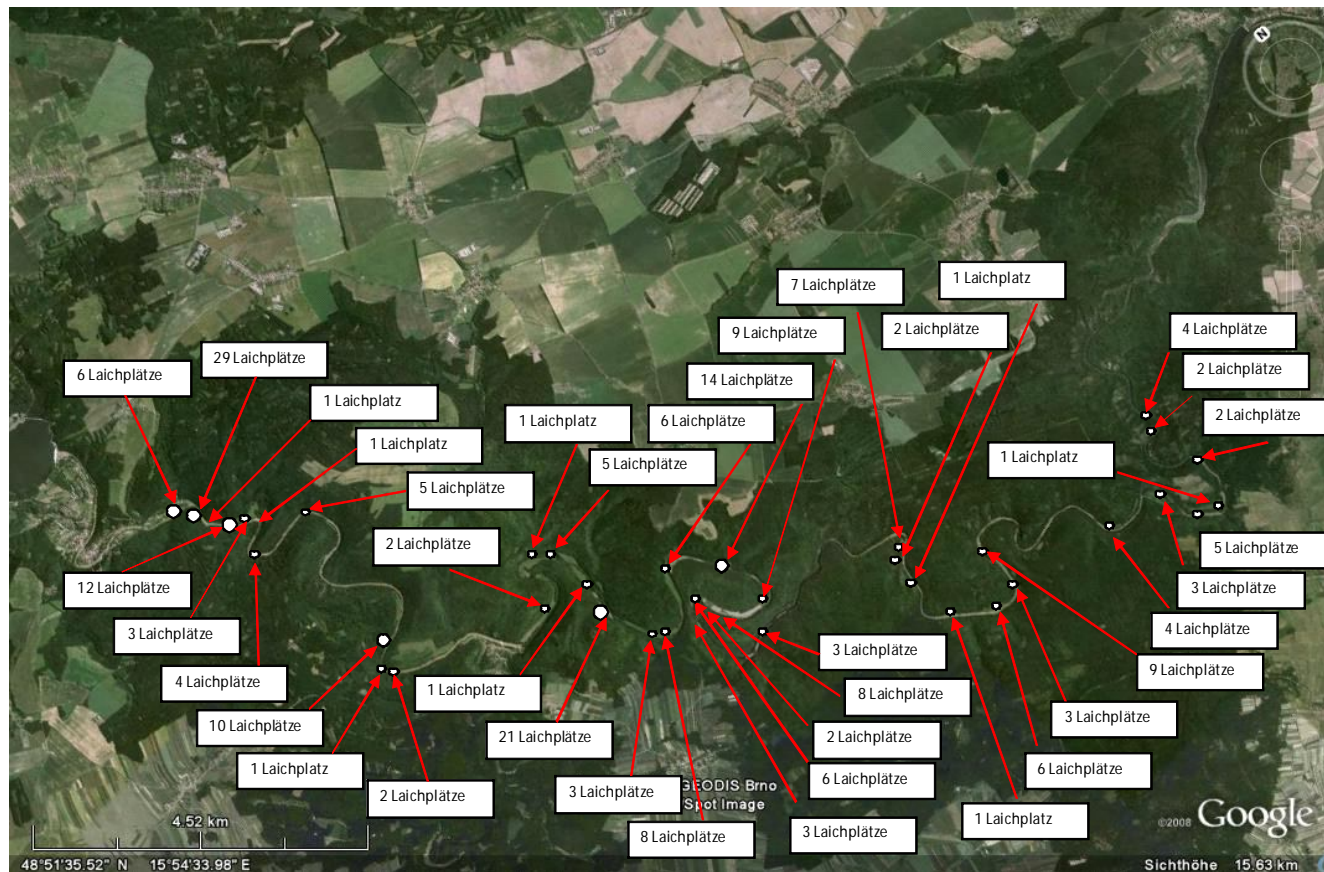 N
1 Laichplatz
7 Laichplätze
2 Laichplätze
9 Laichplätze
4 Laichplätze
29 Laichplätze
2 Laichplätze
6 Laichplätze
14 Laichplätze
1 Laichplatz
2 Laichplätze
1 Laichplatz
6 Laichplätze
1 Laichplatz
1 Laichplatz
5 Laichplätze
5 Laichplätze
2 Laichplätze
5 Laichplätze
12 Laichplätze
3 Laichplätze
3 Laichplätze
4 Laichplätze
3 Laichplätze
4 Laichplätze
9 Laichplätze
1 Laichplatz
8 Laichplätze
10 Laichplätze
3 Laichplätze
21 Laichplätze
2 Laichplätze
1 Laichplatz
6 Laichplätze
6 Laichplätze
2 Laichplätze
3 Laichplätze
GEODIS Brno
Spot Image
1 Laichplatz
8 Laichplätze
3 Laichplätze
4.52 km
©2008 Google
48°51'35.52" N 15°54'33.98" E
Sichthöhe 15.63 km